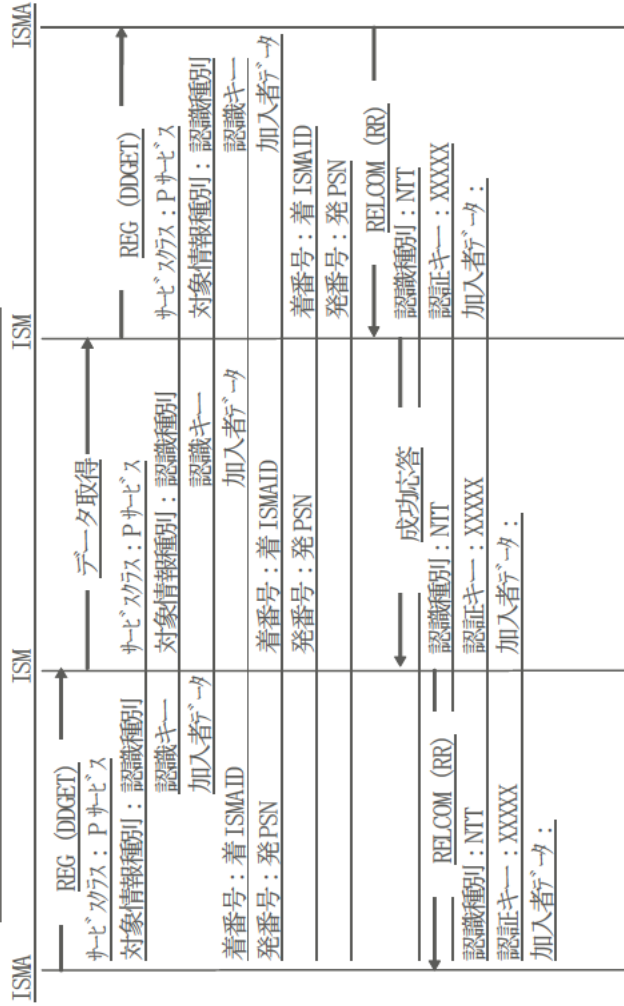 ISMA
ISM
ISM
ISMA
REG (DDGET)
サービスクラス：Pサービス
対象情報種別：認識種別
認識キー
加入者データ
着番号：着ISMAID
発番号：発PSN
データ取得
サービスクラス：Pサービス
対象情報種別：認識種別
認識キー
加入者データ
着番号：着ISMAID
発番号：発PSN
REG (DDGET)
サービスクラス：Pサービス
対象情報種別：認識種別
認識キー
加入者データ
着番号：着ISMAID
発番号：発PSN
RELCOM (RR)
認識種別：NTT
認証キー：XXXXX
加入者データ：
成功応答
認識種別：NTT
認証キー：XXXXX
加入者データ：
RELCOM (RR)
認識種別：NTT
認証キー：XXXXX
加入者データ：